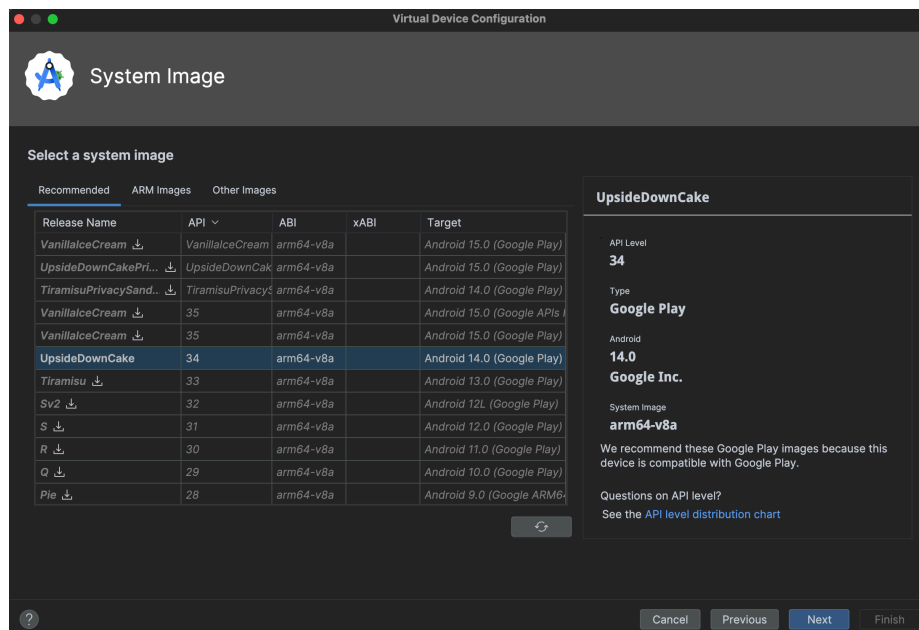 Virtual Device Configuration
System Image
Select a system image
Recommended ARM Images Other Images
Release Name API ABI xABI Target
VanillaIceCream VanillaIceCream arm64-v8a Android 15.0 (Google Play)
UpsideDownCakePri... UpsideDownCak arm64-v8a Android 15.0 (Google Play)
TiramisuPrivacySand.. TiramisuPrivacyS arm64-v8a Android 14.0 (Google Play)
VanillaIceCream 35 arm64-v8a Android 15.0 (Google APIs
VanillaIceCream 35 arm64-v8a Android 15.0 (Google Play)
UpsideDownCake 34 arm64-v8a Android 14.0 (Google Play)
Tiramisu 33 arm64-v8a Android 13.0 (Google Play)
Sv2 32 arm64-v8a Android 12L (Google Play)
S 31 arm64-v8a Android 12.0 (Google Play)
R 30 arm64-v8a Android 11.0 (Google Play)
Q 29 arm64-v8a Android 10.0 (Google Play)
Pie 28 arm64-v8a Android 9.0 (Google ARM64
UpsideDownCake
API Level
34
Type
Google Play
Android
14.0
Google Inc.
System Image
arm64-v8a
We recommend these Google Play images because this
device is compatible with Google Play.
Questions on API level?
See the API level distribution chart
? Cancel Previous Next Finish